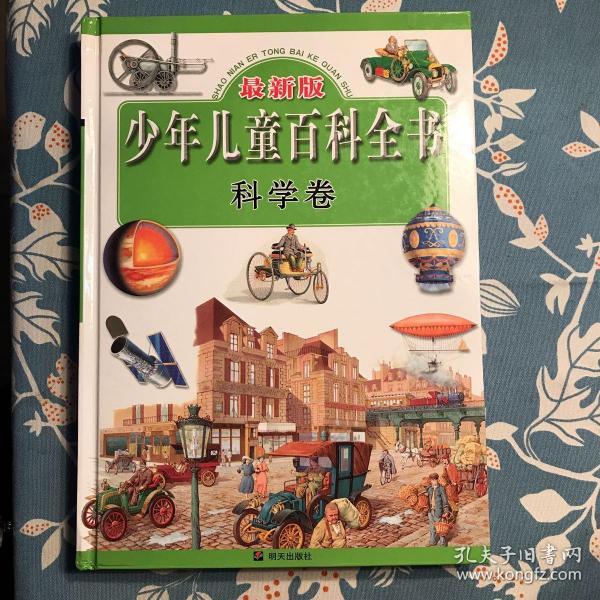 SHAO NIAN ER TONG BAI KE QUAN SHU
最新版
少年儿童百科全书
科学卷
明天出版社
孔夫子旧书网
www.kongfz.com